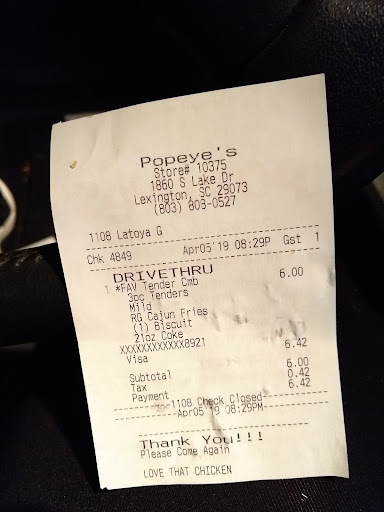 Popeye's
Store# 10375
1860 S Lake Dr
Lexington, SC 29073
(803) 808-0527
1108 Latoya G
Chk 4849 Apr05'19 08:29P Gst 1
DRIVETHRU
1 *FAV Tender Cmb 6.00
3pc Tenders
Mild
RG Cajun Fries
(1) Biscuit
21oz Coke
XXXXXXXXXXXX8921
Visa 6.42
Subtotal 6.00
Tax 0.42
Payment 6.42
1108 Check Closed
Apr05'19 08:29PM
Thank You!!!
Please Come Again
LOVE THAT CHICKEN